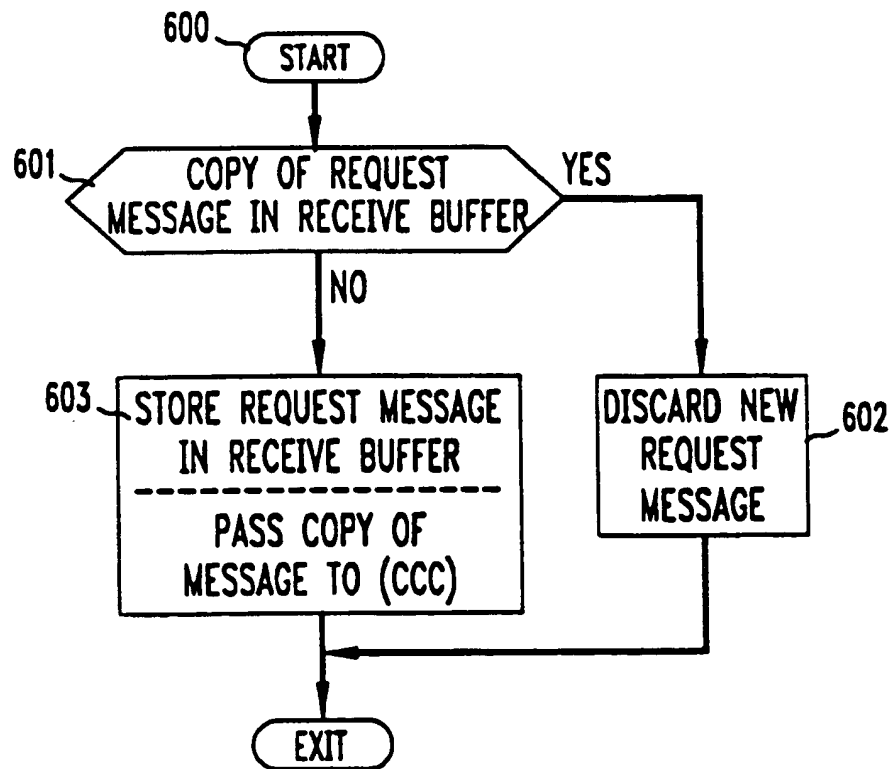 600
START
601
COPY OF REQUEST
MESSAGE IN RECEIVE BUFFER
YES
NO
603
STORE REQUEST MESSAGE
IN RECEIVE BUFFER
PASS COPY OF
MESSAGE TO (CCC)
DISCARD NEW
REQUEST
MESSAGE
602
EXIT